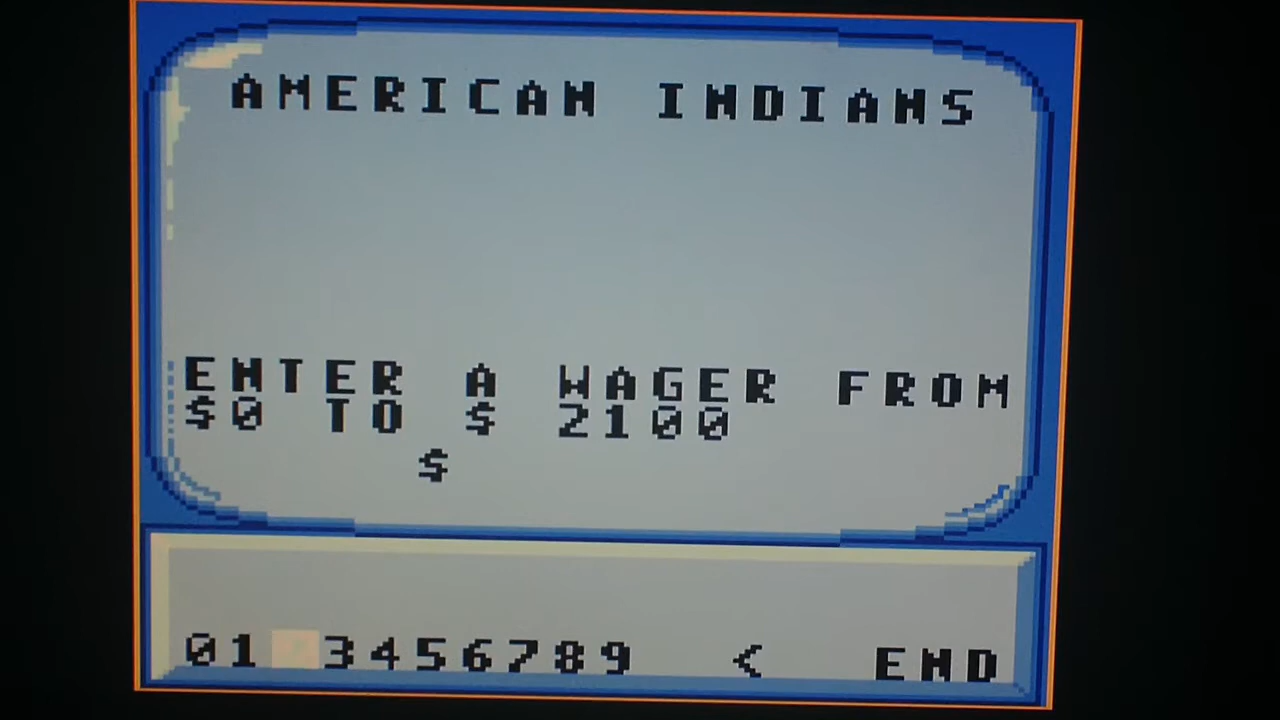 AMERICAN INDIANS
ENTER A WAGER FROM
$0 TO $ 2100
$
01 3456789 < END